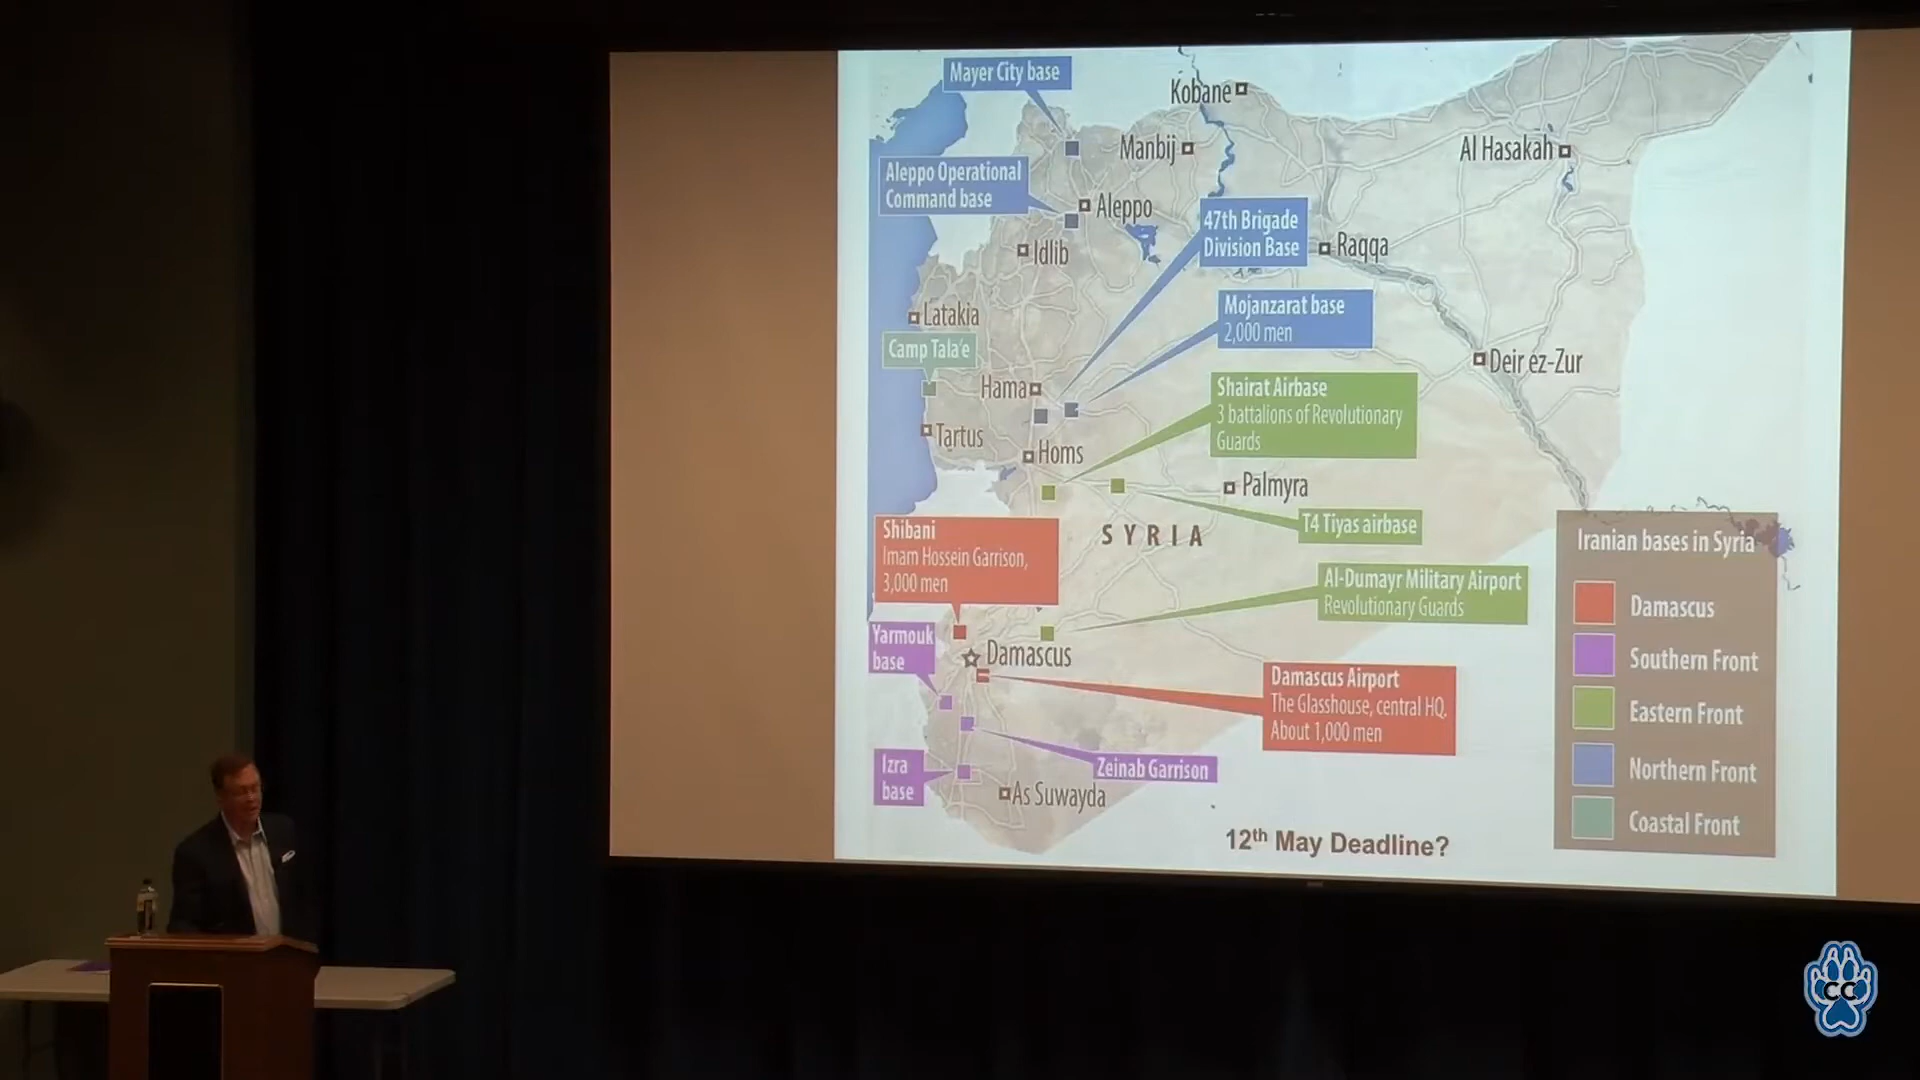 Mayer City base
Kobane
Manbij
Al Hasakah
Aleppo Operational
Command base
Aleppo
47th Brigade
Division Base
Idlib
Raqqa
Latakia
Mojanzarat base
2,000 men
Camp Tala'e
Deir ez-Zur
Hama
Shairat Airbase
3 battalions of Revolutionary
Guards
Tartus
Homs
Palmyra
T4 Tiyas airbase
SYRIA
Shibani
Imam Hossein Garrison,
3,000 men
Al-Dumayr Military Airport
Revolutionary Guards
Yarmouk
base
Damascus
Damascus Airport
The Glasshouse, central HQ.
About 1,000 men
Zeinab Garrison
Izra
base
As Suwayda
12th May Deadline?
Iranian bases in Syria
Damascus
Southern Front
Eastern Front
Northern Front
Coastal Front
CC